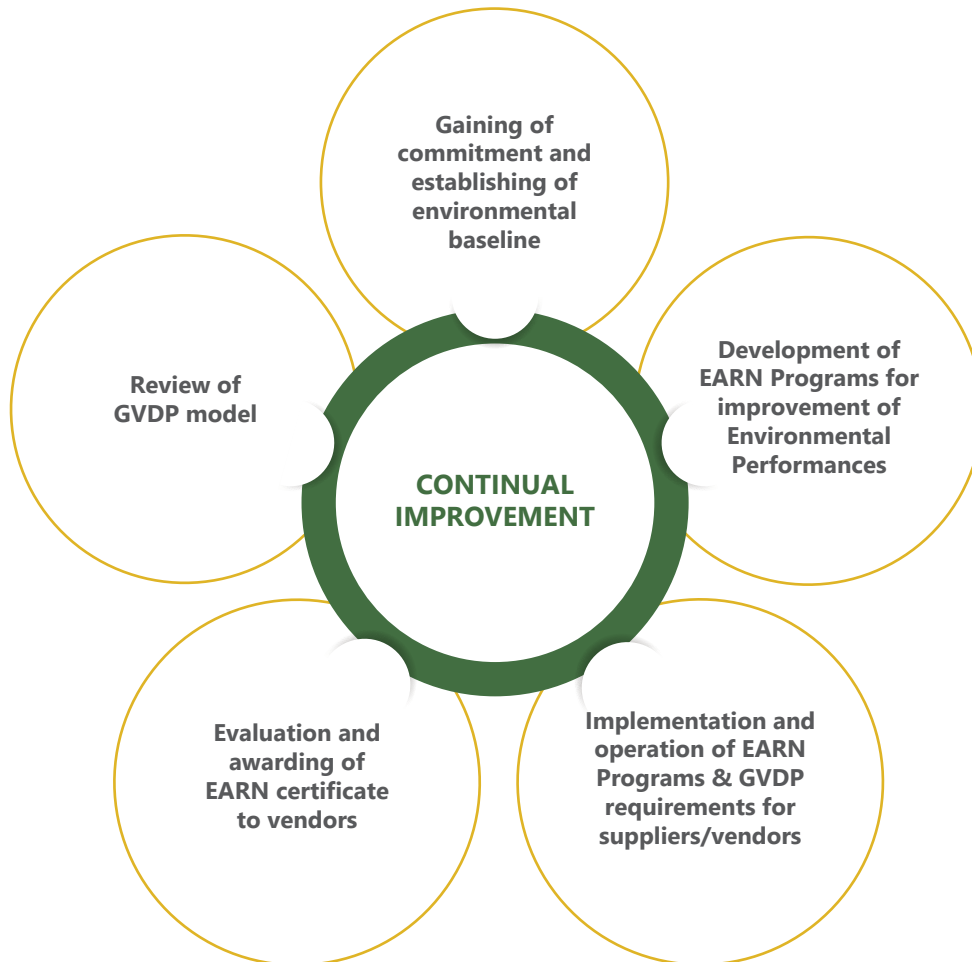 Gaining of
commitment and
establishing of
environmental
baseline
Development of
EARN Programs for
improvement of
Environmental
Performances
Implementation and
operation of EARN
Programs & GVDP
requirements for
suppliers/vendors
Evaluation and
awarding of
EARN certificate
to vendors
Review of
GVDP model
CONTINUAL
IMPROVEMENT